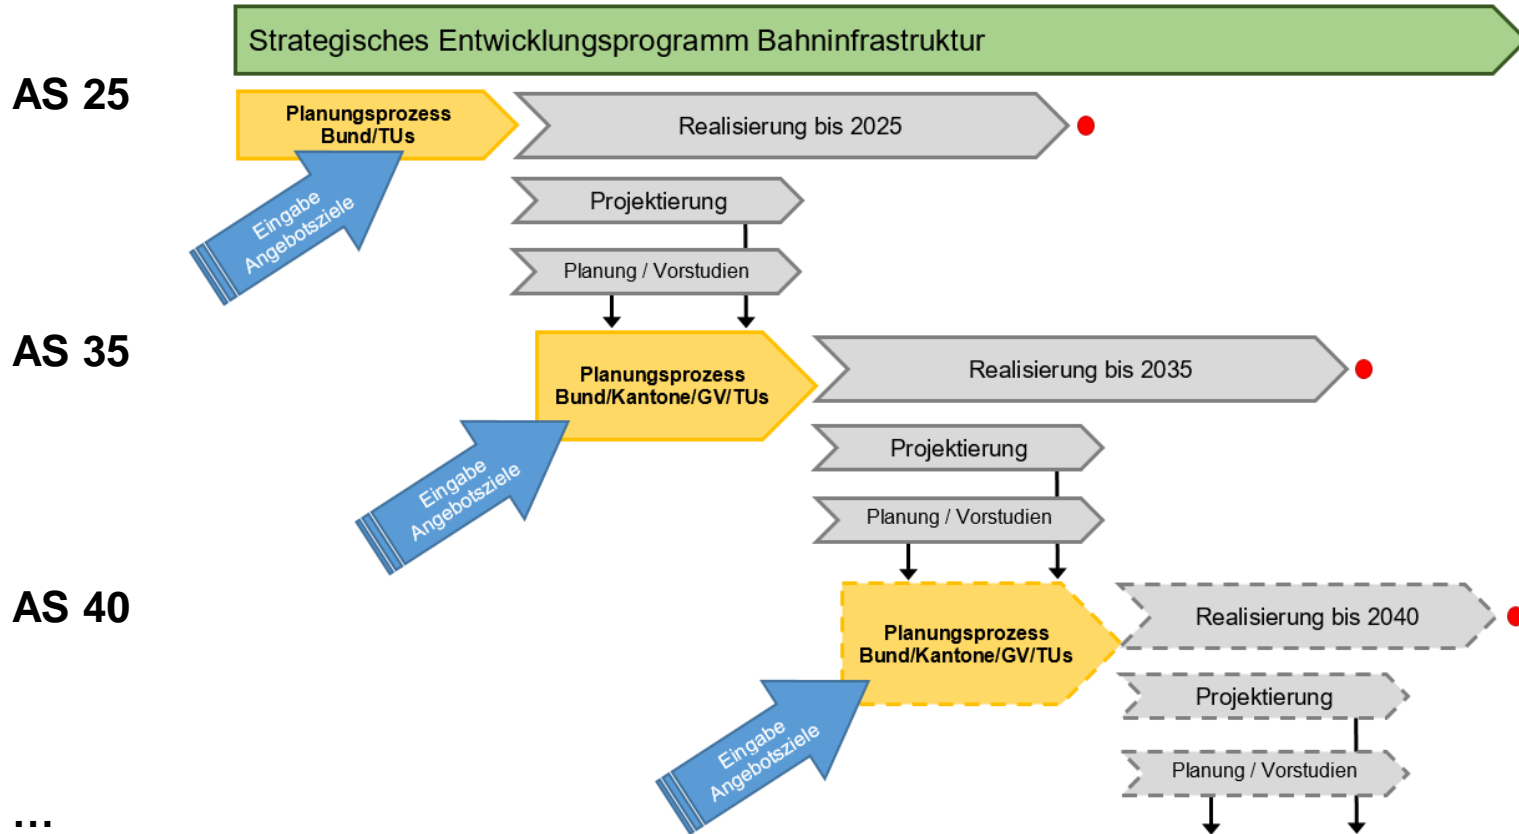 Strategisches Entwicklungsprogramm Bahninfrastruktur
AS 25
Planungsprozess
Bund/TUs
Realisierung bis 2025
Eingabe
Angebotsziele
Projektierung
Planung / Vorstudien
AS 35
Planungsprozess
Bund/Kantone/GV/TUs
Realisierung bis 2035
Eingabe
Angebotsziele
Projektierung
Planung / Vorstudien
AS 40
Planungsprozess
Bund/Kantone/GV/TUs
Realisierung bis 2040
Eingabe
Angebotsziele
Projektierung
Planung / Vorstudien
...